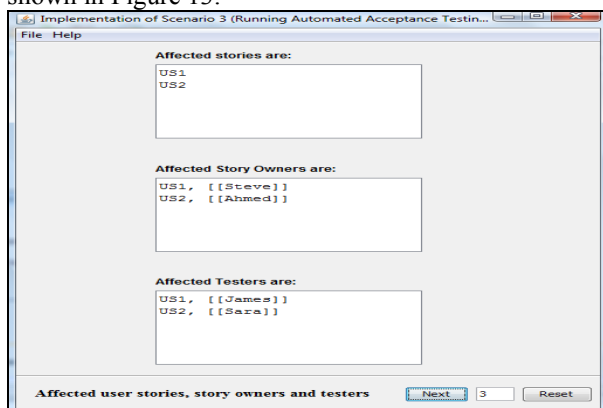 shown in Figure 13.
Implementation of Scenario 3 (Running Automated Acceptance Testin...
File Help
Affected stories are:
US1
US2
Affected Story Owners are:
US1, [[Steve]]
US2, [[Ahmed]]
Affected Testers are:
US1, [[James]]
US2, [[Sara]]
Affected user stories, story owners and testers Next 3 Reset